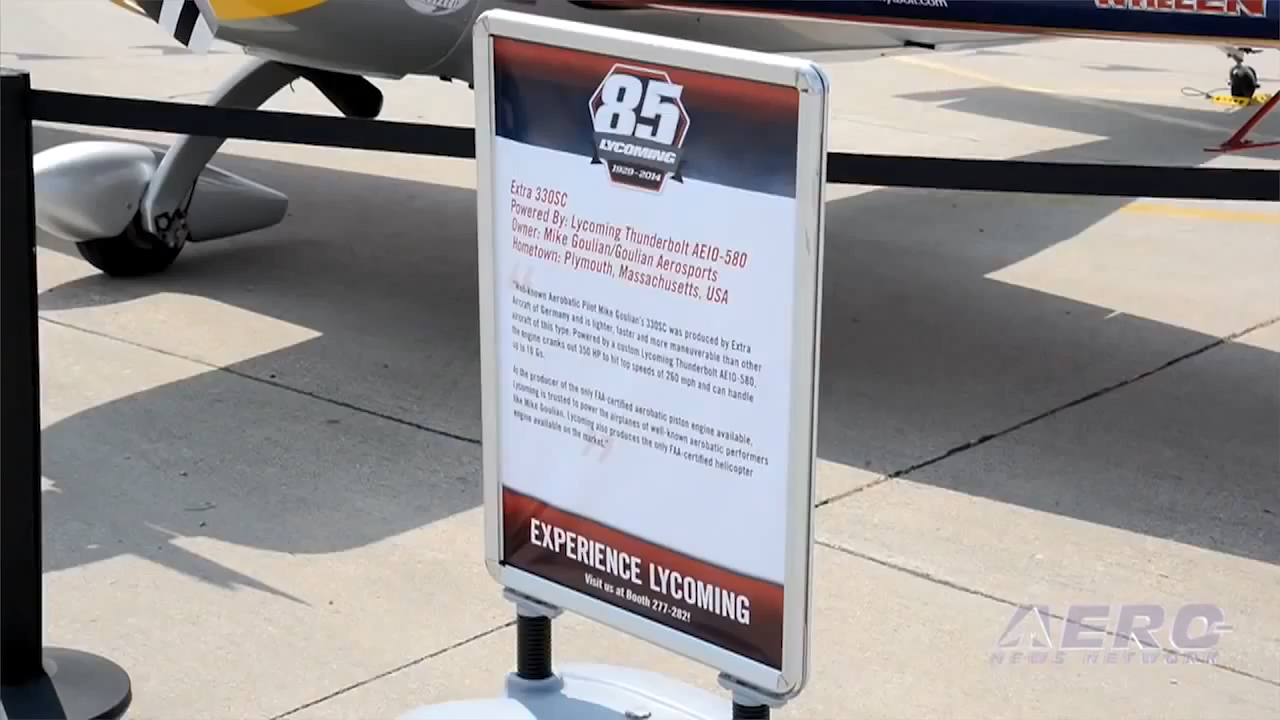 85
LYCOMING
1929-2014
Extra 330SC
Powered By: Lycoming Thunderbolt AEIO-580
Owner: Mike Goulian/Goulian Aerosports
Hometown: Plymouth, Massachusetts, USA
"Well-known Aerobatic Pilot Mike Goulian's 330SC was produced by Extra
Aircraft of Germany and is lighter, faster and more maneuverable than other
aircraft of this type. Powered by a custom Lycoming Thunderbolt AEIO-580,
the engine cranks out 350 HP to hit top speeds of 260 mph and can handle
up to 10 Gs.
As the producer of the only FAA-certified aerobatic piston engine available,
Lycoming is trusted to power the airplanes of well-known aerobatic performers
like Mike Goulian. Lycoming also produces the only FAA-certified helicopter
engine available on the market."
EXPERIENCE LYCOMING
Visit us at Booth 277-282!
AERO
NEWS NETWORK